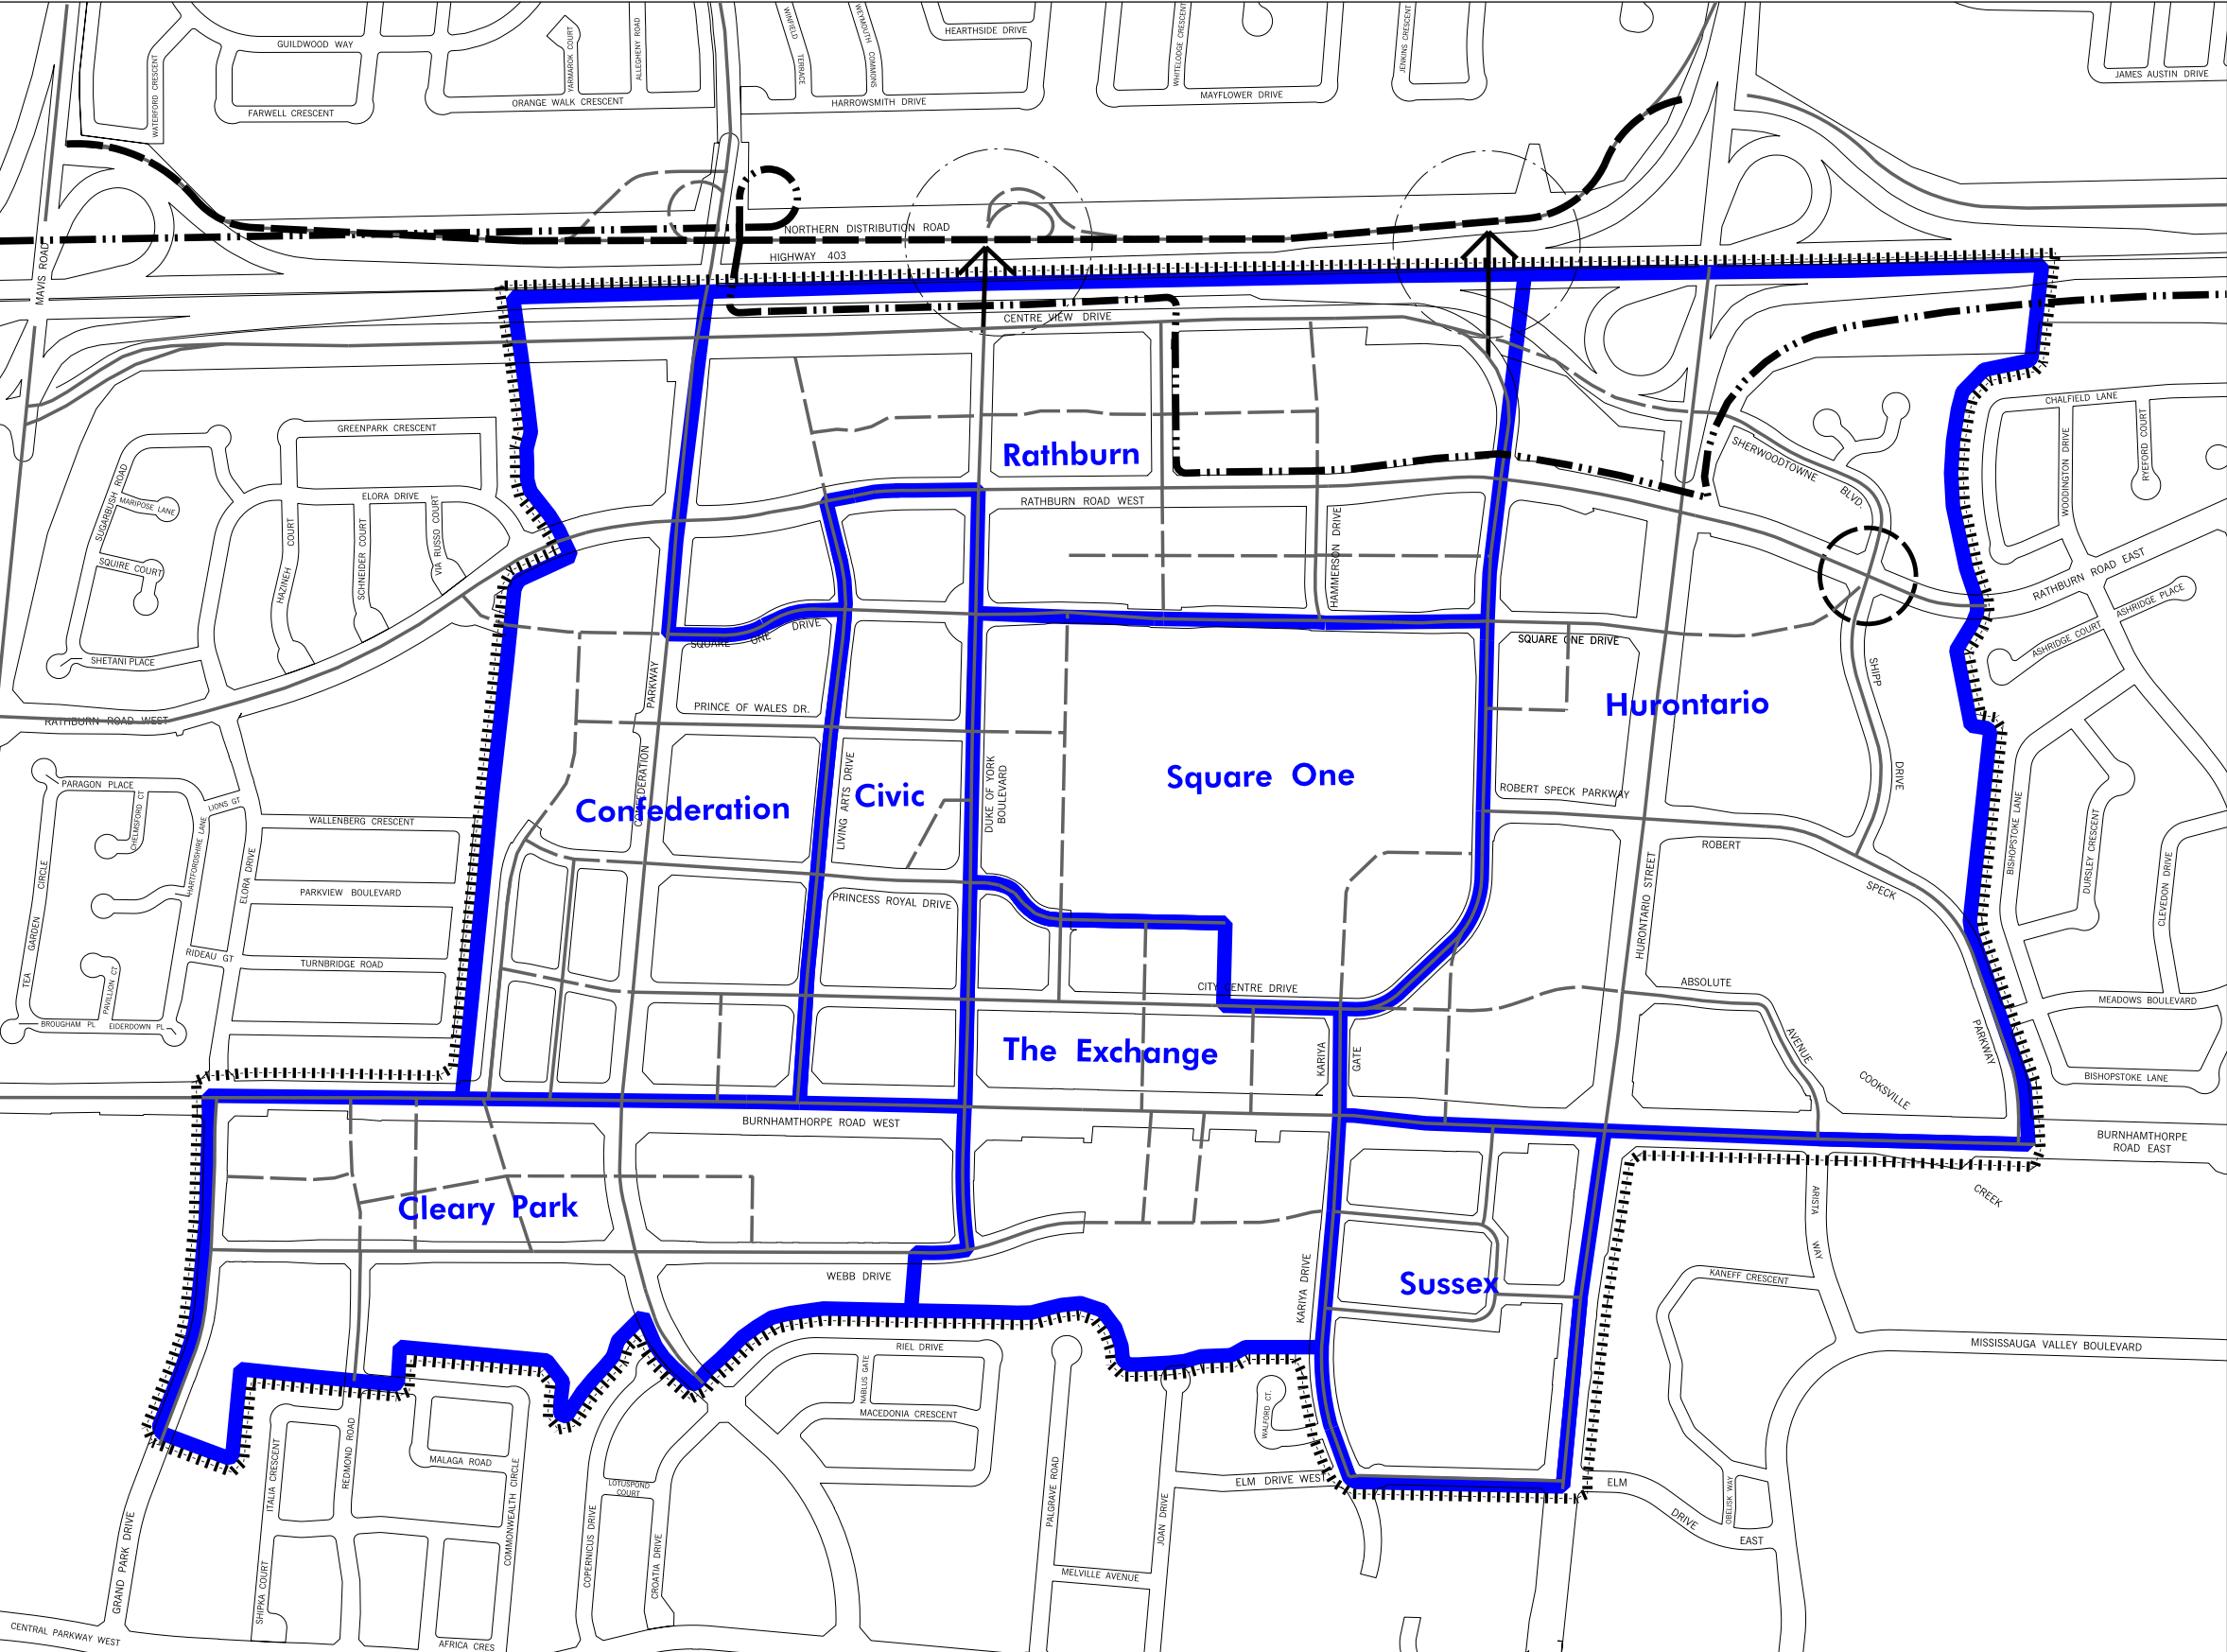 GUILDWOOD WAY
WATERFORD CRESCENT
FARWELL CRESCENT
YARMAROCK COURT
ALLEGHENY ROAD
ORANGE WALK CRESCENT
WINFIELD
TERRACE
WEYMOUTH
COMMONS
HEARTHSIDE DRIVE
HARROWSMITH DRIVE
WHITELODGE CRESCENT
MAYFLOWER DRIVE
JENKINS CRESCENT
JAMES AUSTIN DRIVE
MAVIS ROAD
NORTHERN DISTRIBUTION ROAD
HIGHWAY 403
CENTRE VIEW DRIVE
GREENPARK CRESCENT
ELORA DRIVE
SUGARBUSH ROAD
MARIPOSE LANE
SQUIRE COURT
HAZINEH COURT
SCHNEIDER COURT
VIA RUSSO COURT
SHETANI PLACE
RATHBURN ROAD WEST
Rathburn
RATHBURN ROAD WEST
HAMMERSON DRIVE
SHERWOODTOWNE BLVD.
CHALFIELD LANE
WOODINGTON DRIVE
RYEFORD COURT
RATHBURN ROAD EAST
ASHRIDGE PLACE
ASHRIDGE COURT
SQUARE ONE DRIVE
SQUARE ONE DRIVE
PRINCE OF WALES DR.
CONFEDERATION
PARKWAY
SHIPP
DRIVE
Hurontario
Square One
Civic
Confederation
LIVING ARTS DRIVE
DUKE OF YORK
BOULEVARD
ROBERT SPECK PARKWAY
ROBERT
SPECK
PARKWAY
PARAGON PLACE
CHELMSFORD CT
LIONS GT
HARTFORDSHIRE LANE
WALLENBERG CRESCENT
PARKVIEW BOULEVARD
ELORA DRIVE
TURNBRIDGE ROAD
RIDEAU GT
TEA GARDEN CIRCLE
PAVILLION CT
BROUGHAM PL
EIDERDOWN PL
PRINCESS ROYAL DRIVE
CITY CENTRE DRIVE
The Exchange
KARIYA
GATE
HURONTARIO STREET
ABSOLUTE
AVENUE
COOKSVILLE
CREEK
BISHOPSTOKE LANE
DURSLEY CRESCENT
CLEVEDON DRIVE
MEADOWS BOULEVARD
BISHOPSTOKE LANE
BURNHAMTHORPE ROAD WEST
BURNHAMTHORPE
ROAD EAST
Cleary Park
WEBB DRIVE
KARIYA DRIVE
Sussex
ARISTA
WAY
KANEFF CRESCENT
MISSISSAUGA VALLEY BOULEVARD
RIEL DRIVE
NABLUS GATE
MACEDONIA CRESCENT
WALFORD CT.
ELM DRIVE WEST
ELM
DRIVE
EAST
OBELISK WAY
GRAND PARK DRIVE
ITALIA CRESCENT
REDMOND ROAD
MALAGA ROAD
COMMONWEALTH CIRCLE
LOTUSPOND
COURT
COPERNICUS DRIVE
CROATIA DRIVE
PALGRAVE ROAD
JOAN DRIVE
MELVILLE AVENUE
SHIPKA COURT
CENTRAL PARKWAY WEST
AFRICA CRES